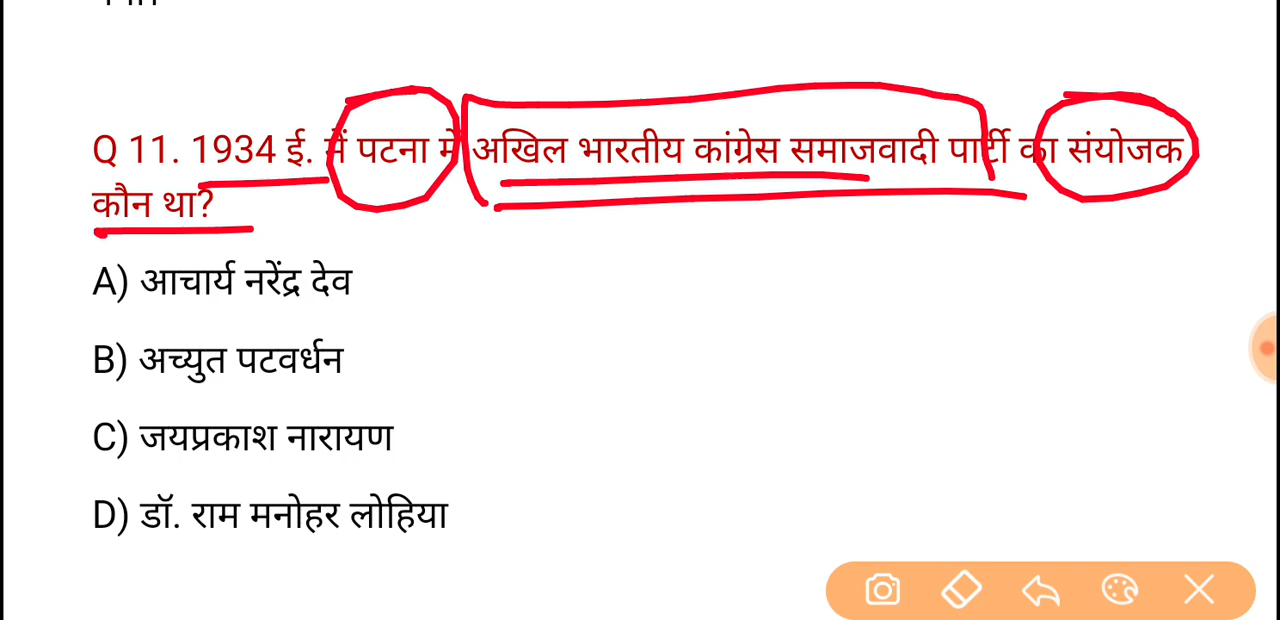 Q 11. 1934 ई. में पटना में अखिल भारतीय कांग्रेस समाजवादी पार्टी का संयोजक
कौन था?
A) आचार्य नरेंद्र देव
B) अच्युत पटवर्धन
C) जयप्रकाश नारायण
D) डॉ. राम मनोहर लोहिया